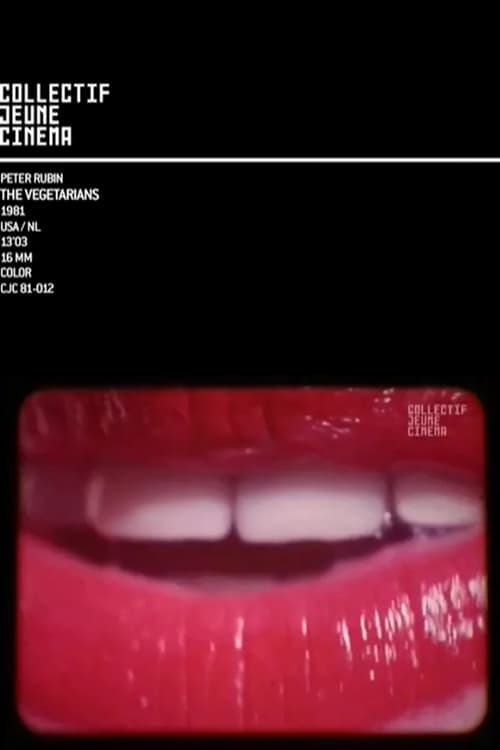 COLLECTIF
JEUNE
CINEMA
PETER RUBIN
THE VEGETARIANS
1981
USA / NL
13'03
16 MM
COLOR
CJC 81-012
COLLECTIF
JEUNE
CINEMA